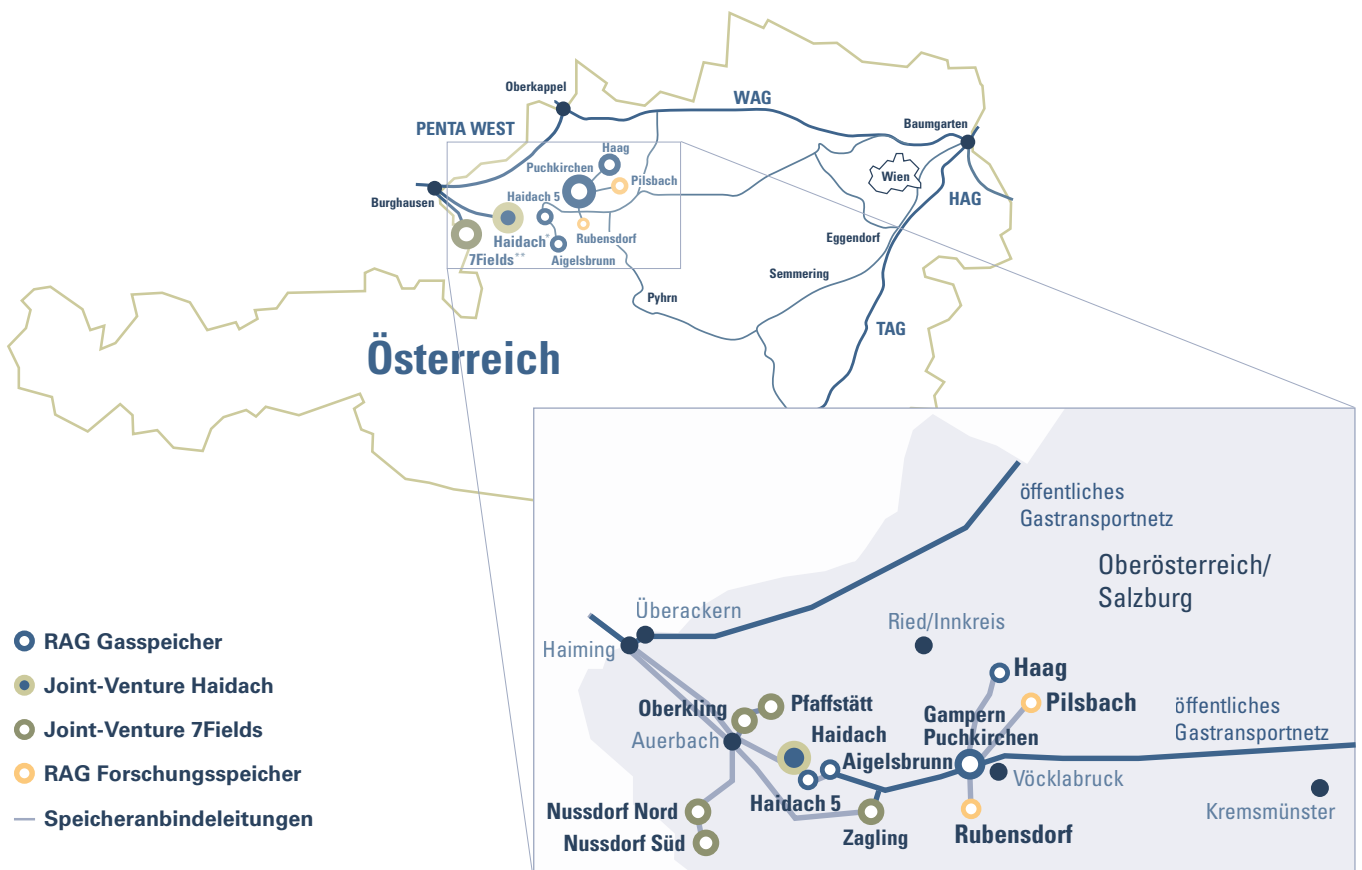 Oberkappel
WAG
PENTA WEST
Baumgarten
Haag
Puchkirchen
Pilsbach
Wien
Burghausen
Haidach 5
HAG
Haidach*
Rubensdorf
Eggendorf
7Fields**
Aigelsbrunn
Semmering
Pyhrn
TAG
Österreich
öffentliches
Gastransportnetz
Oberösterreich/
Salzburg
Überackern
Ried/Innkreis
Haiming
Haag
Pfaffstätt
Pilsbach
Oberkling
Gampern
Puchkirchen
öffentliches
Gastransportnetz
Auerbach
Haidach
Aigelsbrunn
Vöcklabruck
Haidach 5
Nussdorf Nord
Kremsmünster
Zagling
Rubensdorf
Nussdorf Süd
RAG Gasspeicher
Joint-Venture Haidach
Joint-Venture 7Fields
RAG Forschungsspeicher
Speicheranbindeleitungen